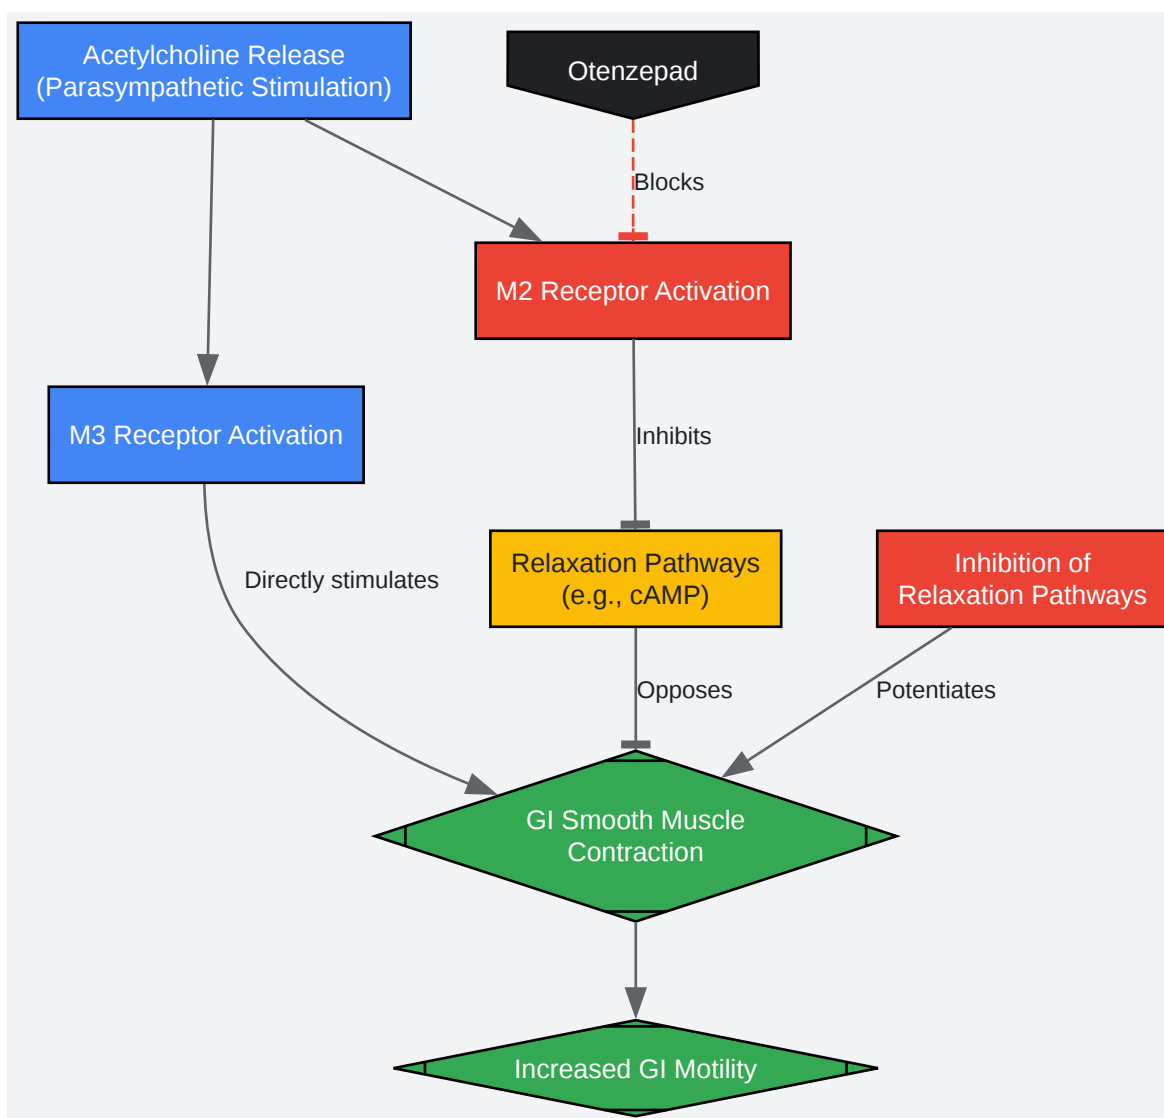 Acetylcholine Release
(Parasympathetic Stimulation)
Otenzepad
Blocks
M2 Receptor Activation
M3 Receptor Activation
Inhibits
Directly stimulates
Relaxation Pathways
(e.g., cAMP)
Inhibition of
Relaxation Pathways
Opposes
Potentiates
GI Smooth Muscle
Contraction
Increased GI Motility